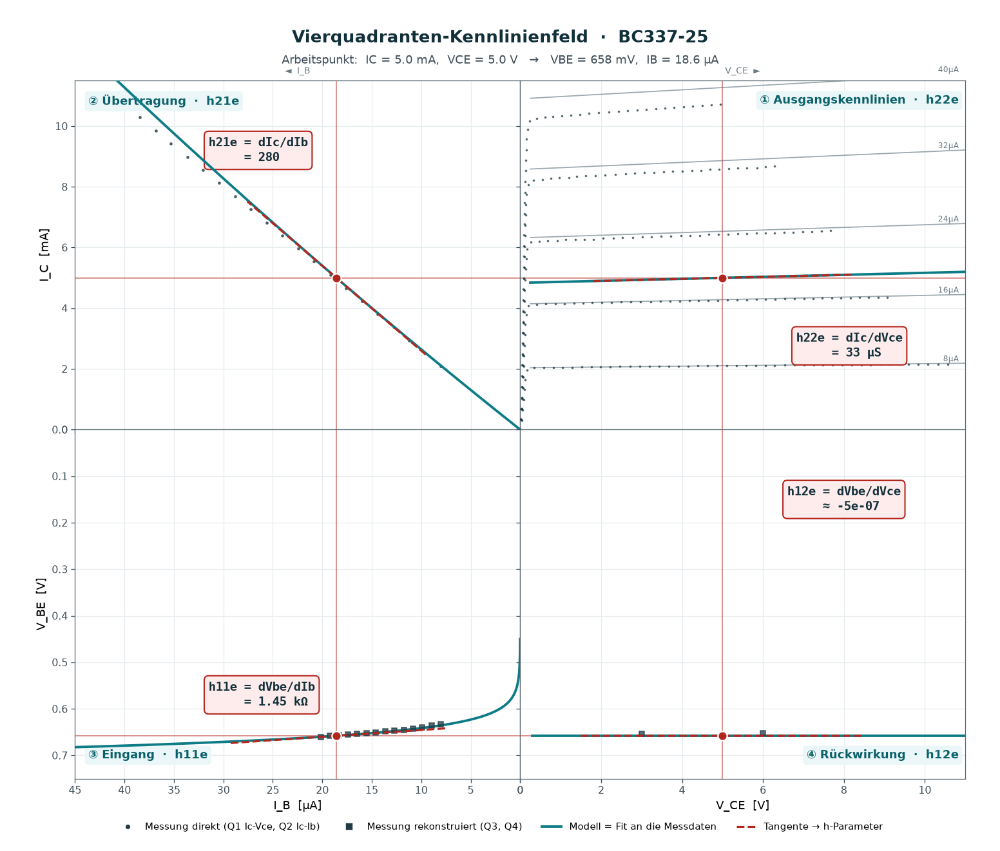 Vierquadranten-Kennlinienfeld · BC337-25
Arbeitspunkt: IC = 5.0 mA, VCE = 5.0 V → VBE = 658 mV, IB = 18.6 µA
◄ I_B
V_CE ►
40µA
② Übertragung · h21e
① Ausgangskennlinien · h22e
h21e = dIc/dIb
= 280
32µA
24µA
16µA
8µA
h22e = dIc/dVce
= 33 µS
I_C [mA]
10
8
6
4
2
0
0.0
0.1
0.2
0.3
0.4
0.5
0.6
0.7
V_BE [V]
h12e = dVbe/dVce
≈ -5e-07
h11e = dVbe/dIb
= 1.45 kΩ
③ Eingang · h11e
④ Rückwirkung · h12e
45 40 35 30 25 20 15 10 5 0
0 2 4 6 8 10
I_B [µA]
V_CE [V]
Messung direkt (Q1 Ic-Vce, Q2 Ic-Ib)
Messung rekonstruiert (Q3, Q4)
Modell = Fit an die Messdaten
Tangente → h-Parameter